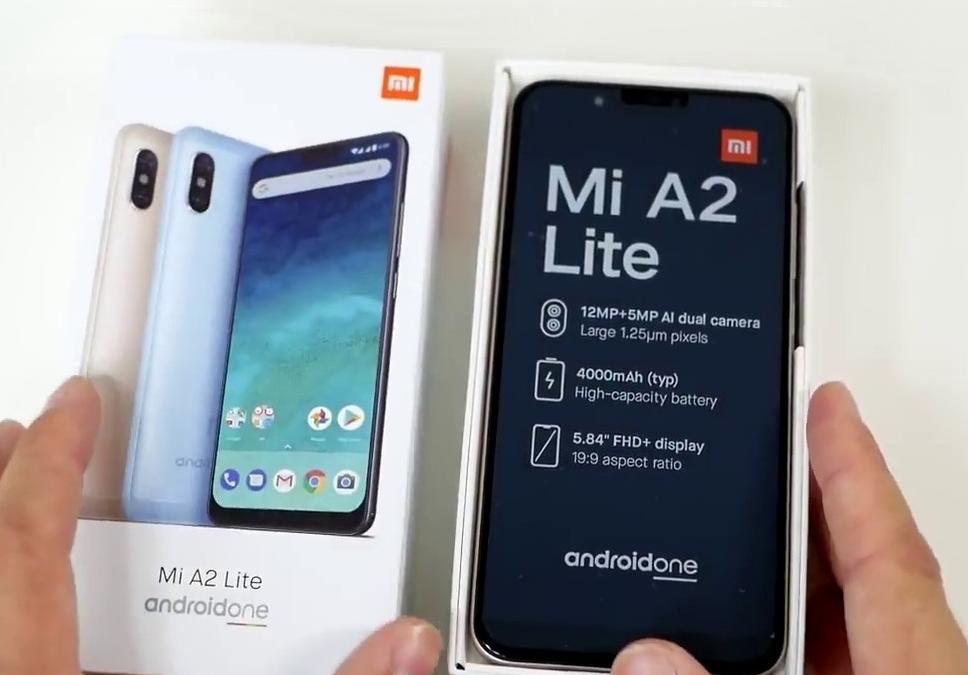 mi
andr
Mi A2 Lite
androidone
mi
Mi A2
Lite
12MP+5MP AI dual camera
Large 1.25μm pixels
4000mAh (typ)
High-capacity battery
5.84" FHD+ display
19:9 aspect ratio
androidone